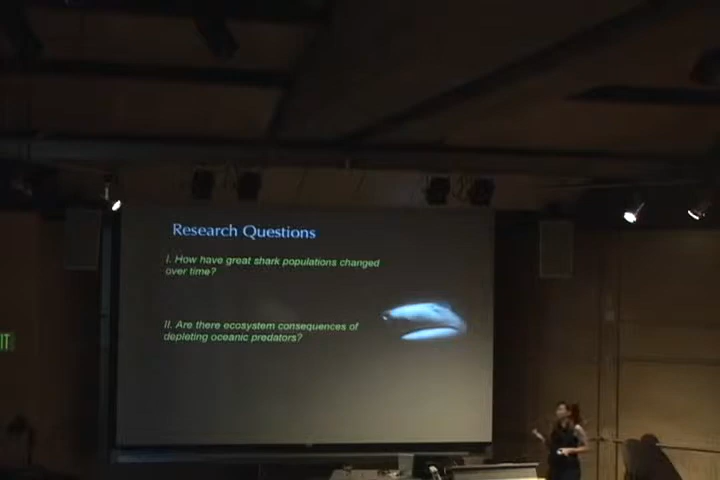 Research Questions
I. How have great shark populations changed
over time?
II. Are there ecosystem consequences of
depleting oceanic predators?
IT